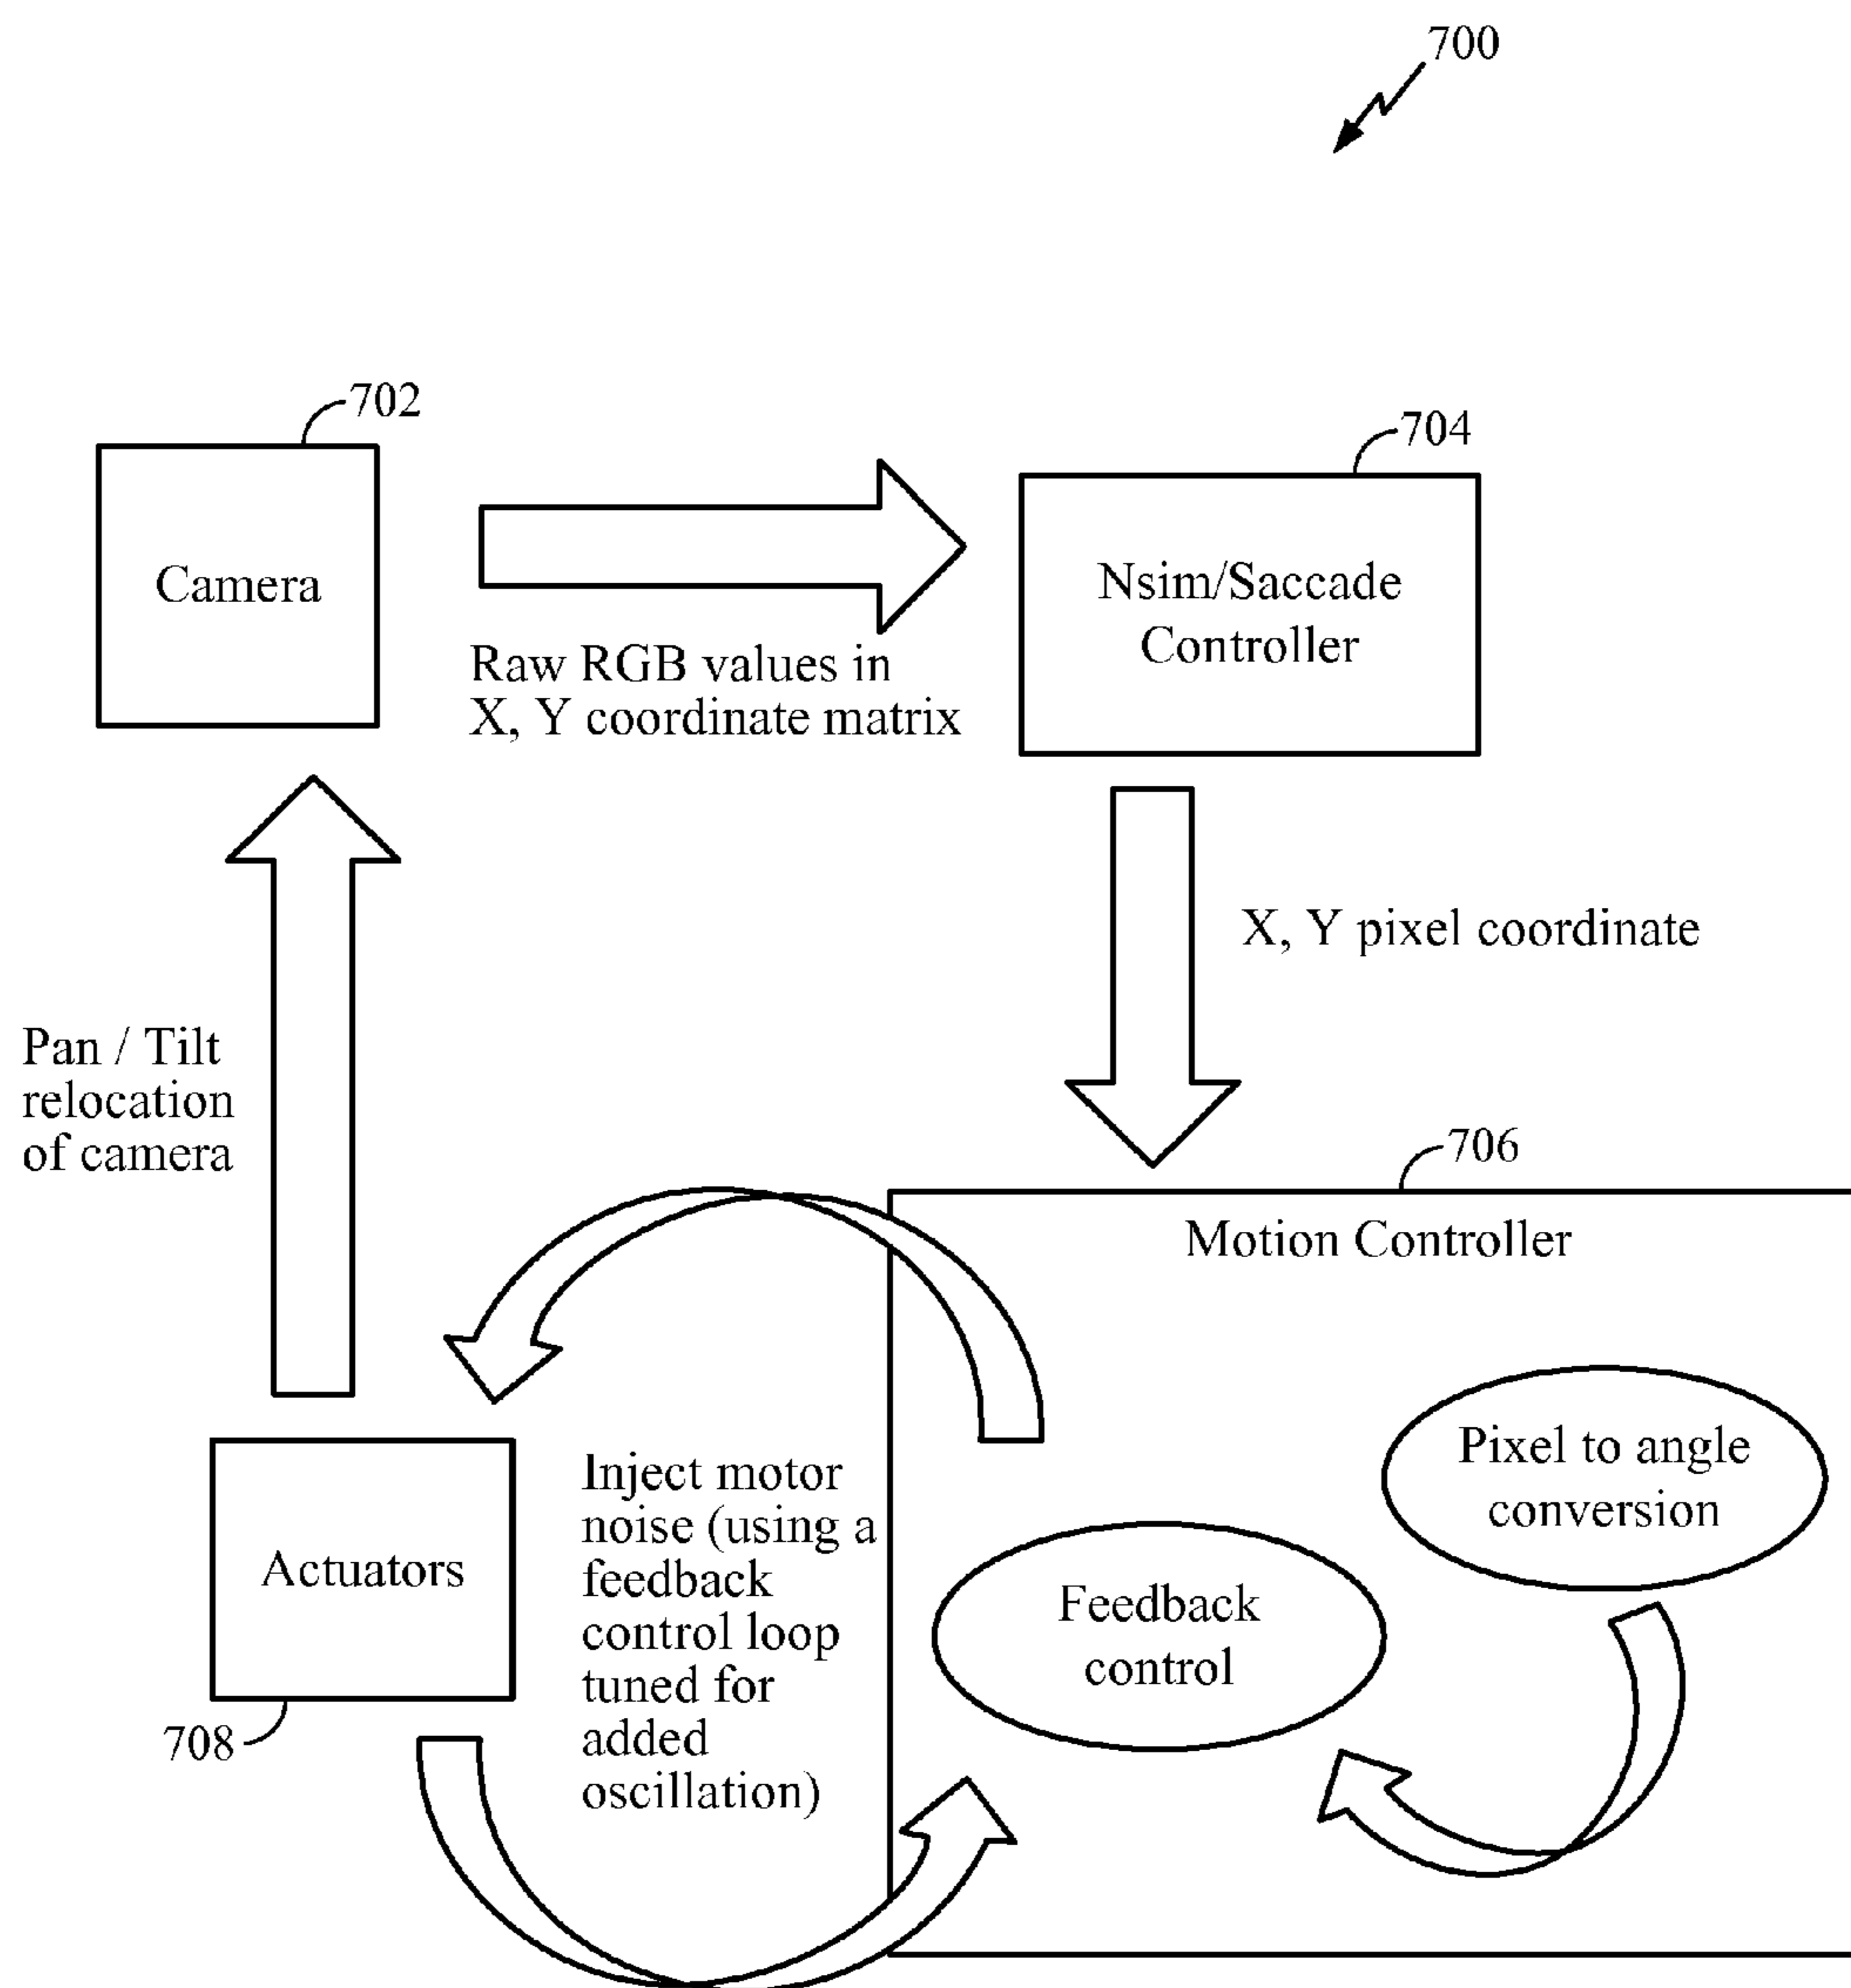 700
702
704
Camera
Nsim/Saccade
Controller
Raw RGB values in
X, Y coordinate matrix
X, Y pixel coordinate
Pan / Tilt
relocation
of camera
706
Motion Controller
Pixel to angle
conversion
Inject motor
noise (using a
feedback
control loop
tuned for
added
oscillation)
Actuators
Feedback
control
708